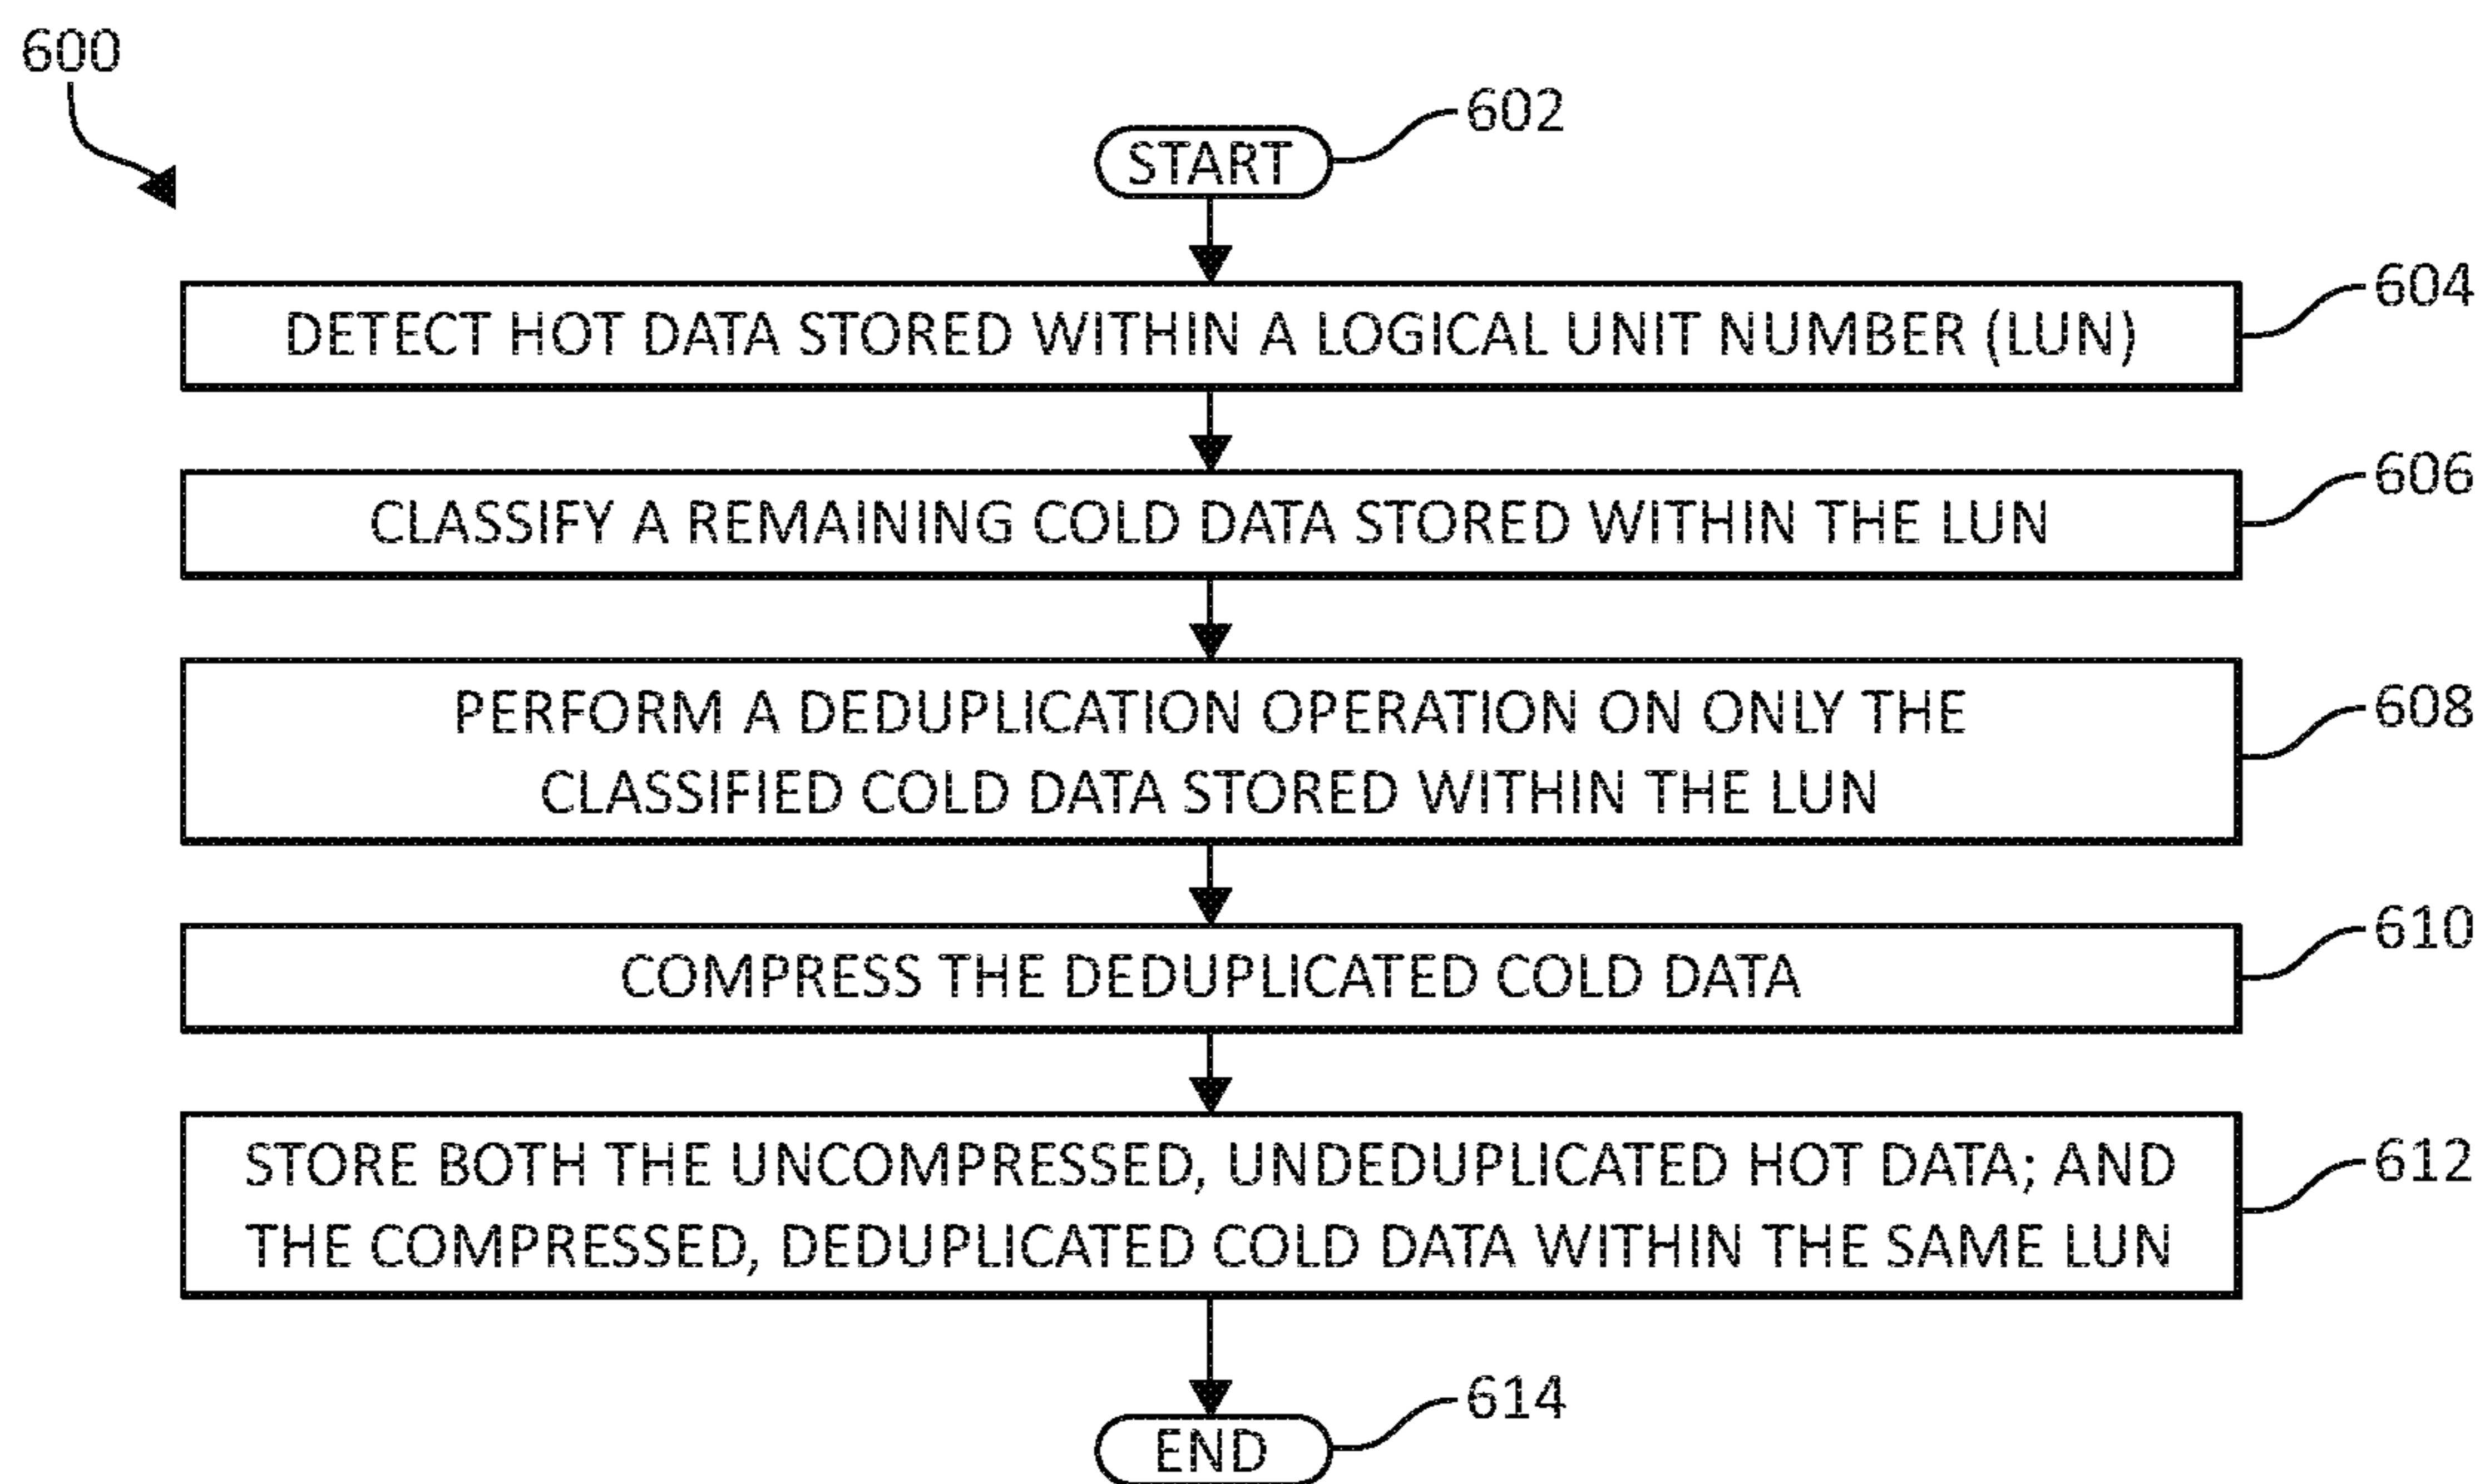 600
602
START
604
DETECT HOT DATA STORED WITHIN A LOGICAL UNIT NUMBER (LUN)
606
CLASSIFY A REMAINING COLD DATA STORED WITHIN THE LUN
608
PERFORM A DEDUPLICATION OPERATION ON ONLY THE
CLASSIFIED COLD DATA STORED WITHIN THE LUN
610
COMPRESS THE DEDUPLICATED COLD DATA
612
STORE BOTH THE UNCOMPRESSED, UNDEDUPLICATED HOT DATA; AND
THE COMPRESSED, DEDUPLICATED COLD DATA WITHIN THE SAME LUN
614
END